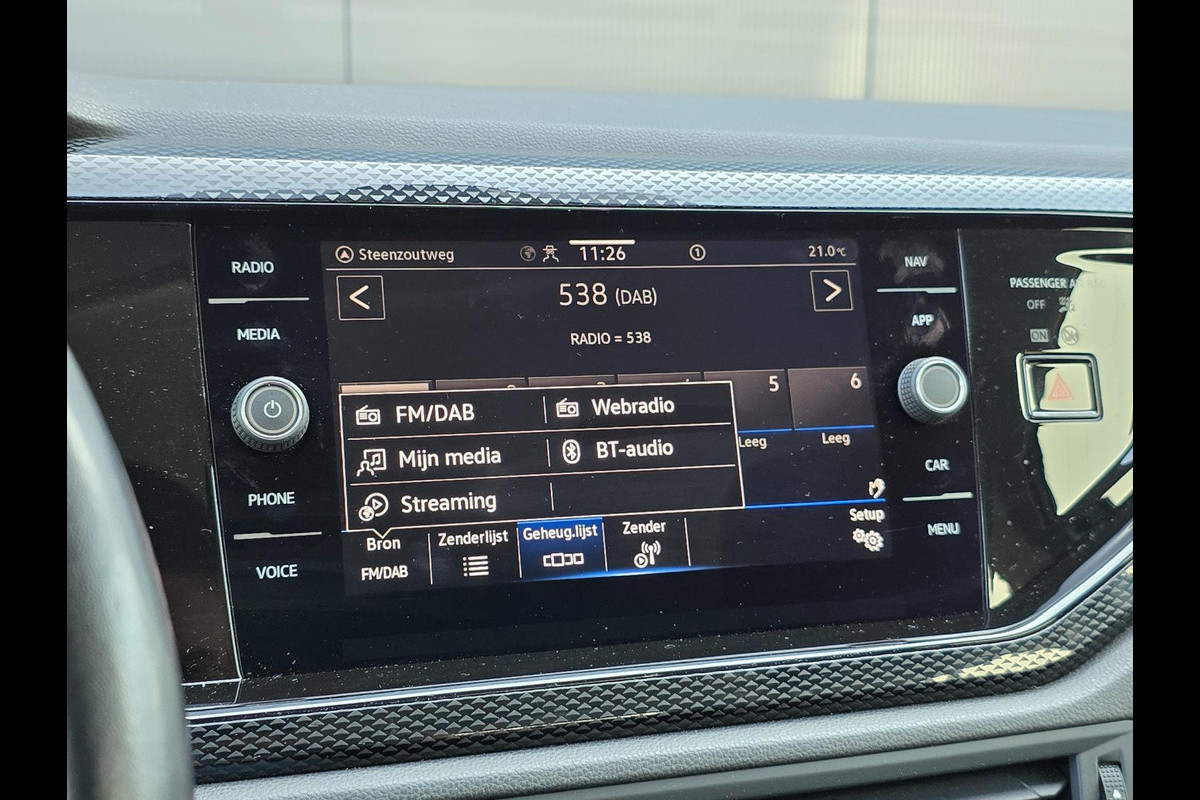 RADIO
MEDIA
PHONE
VOICE
Steenzoutweg
11:26
1
21.0°C
<
538 (DAB)
>
RADIO = 538
5
6
Leeg
Leeg
FM/DAB
Webradio
Mijn media
BT-audio
Streaming
Bron
FM/DAB
Zenderlijst
Geheug.lijst
Zender
Setup
NAV
APP
CAR
MENU
PASSENGER
OFF
ON